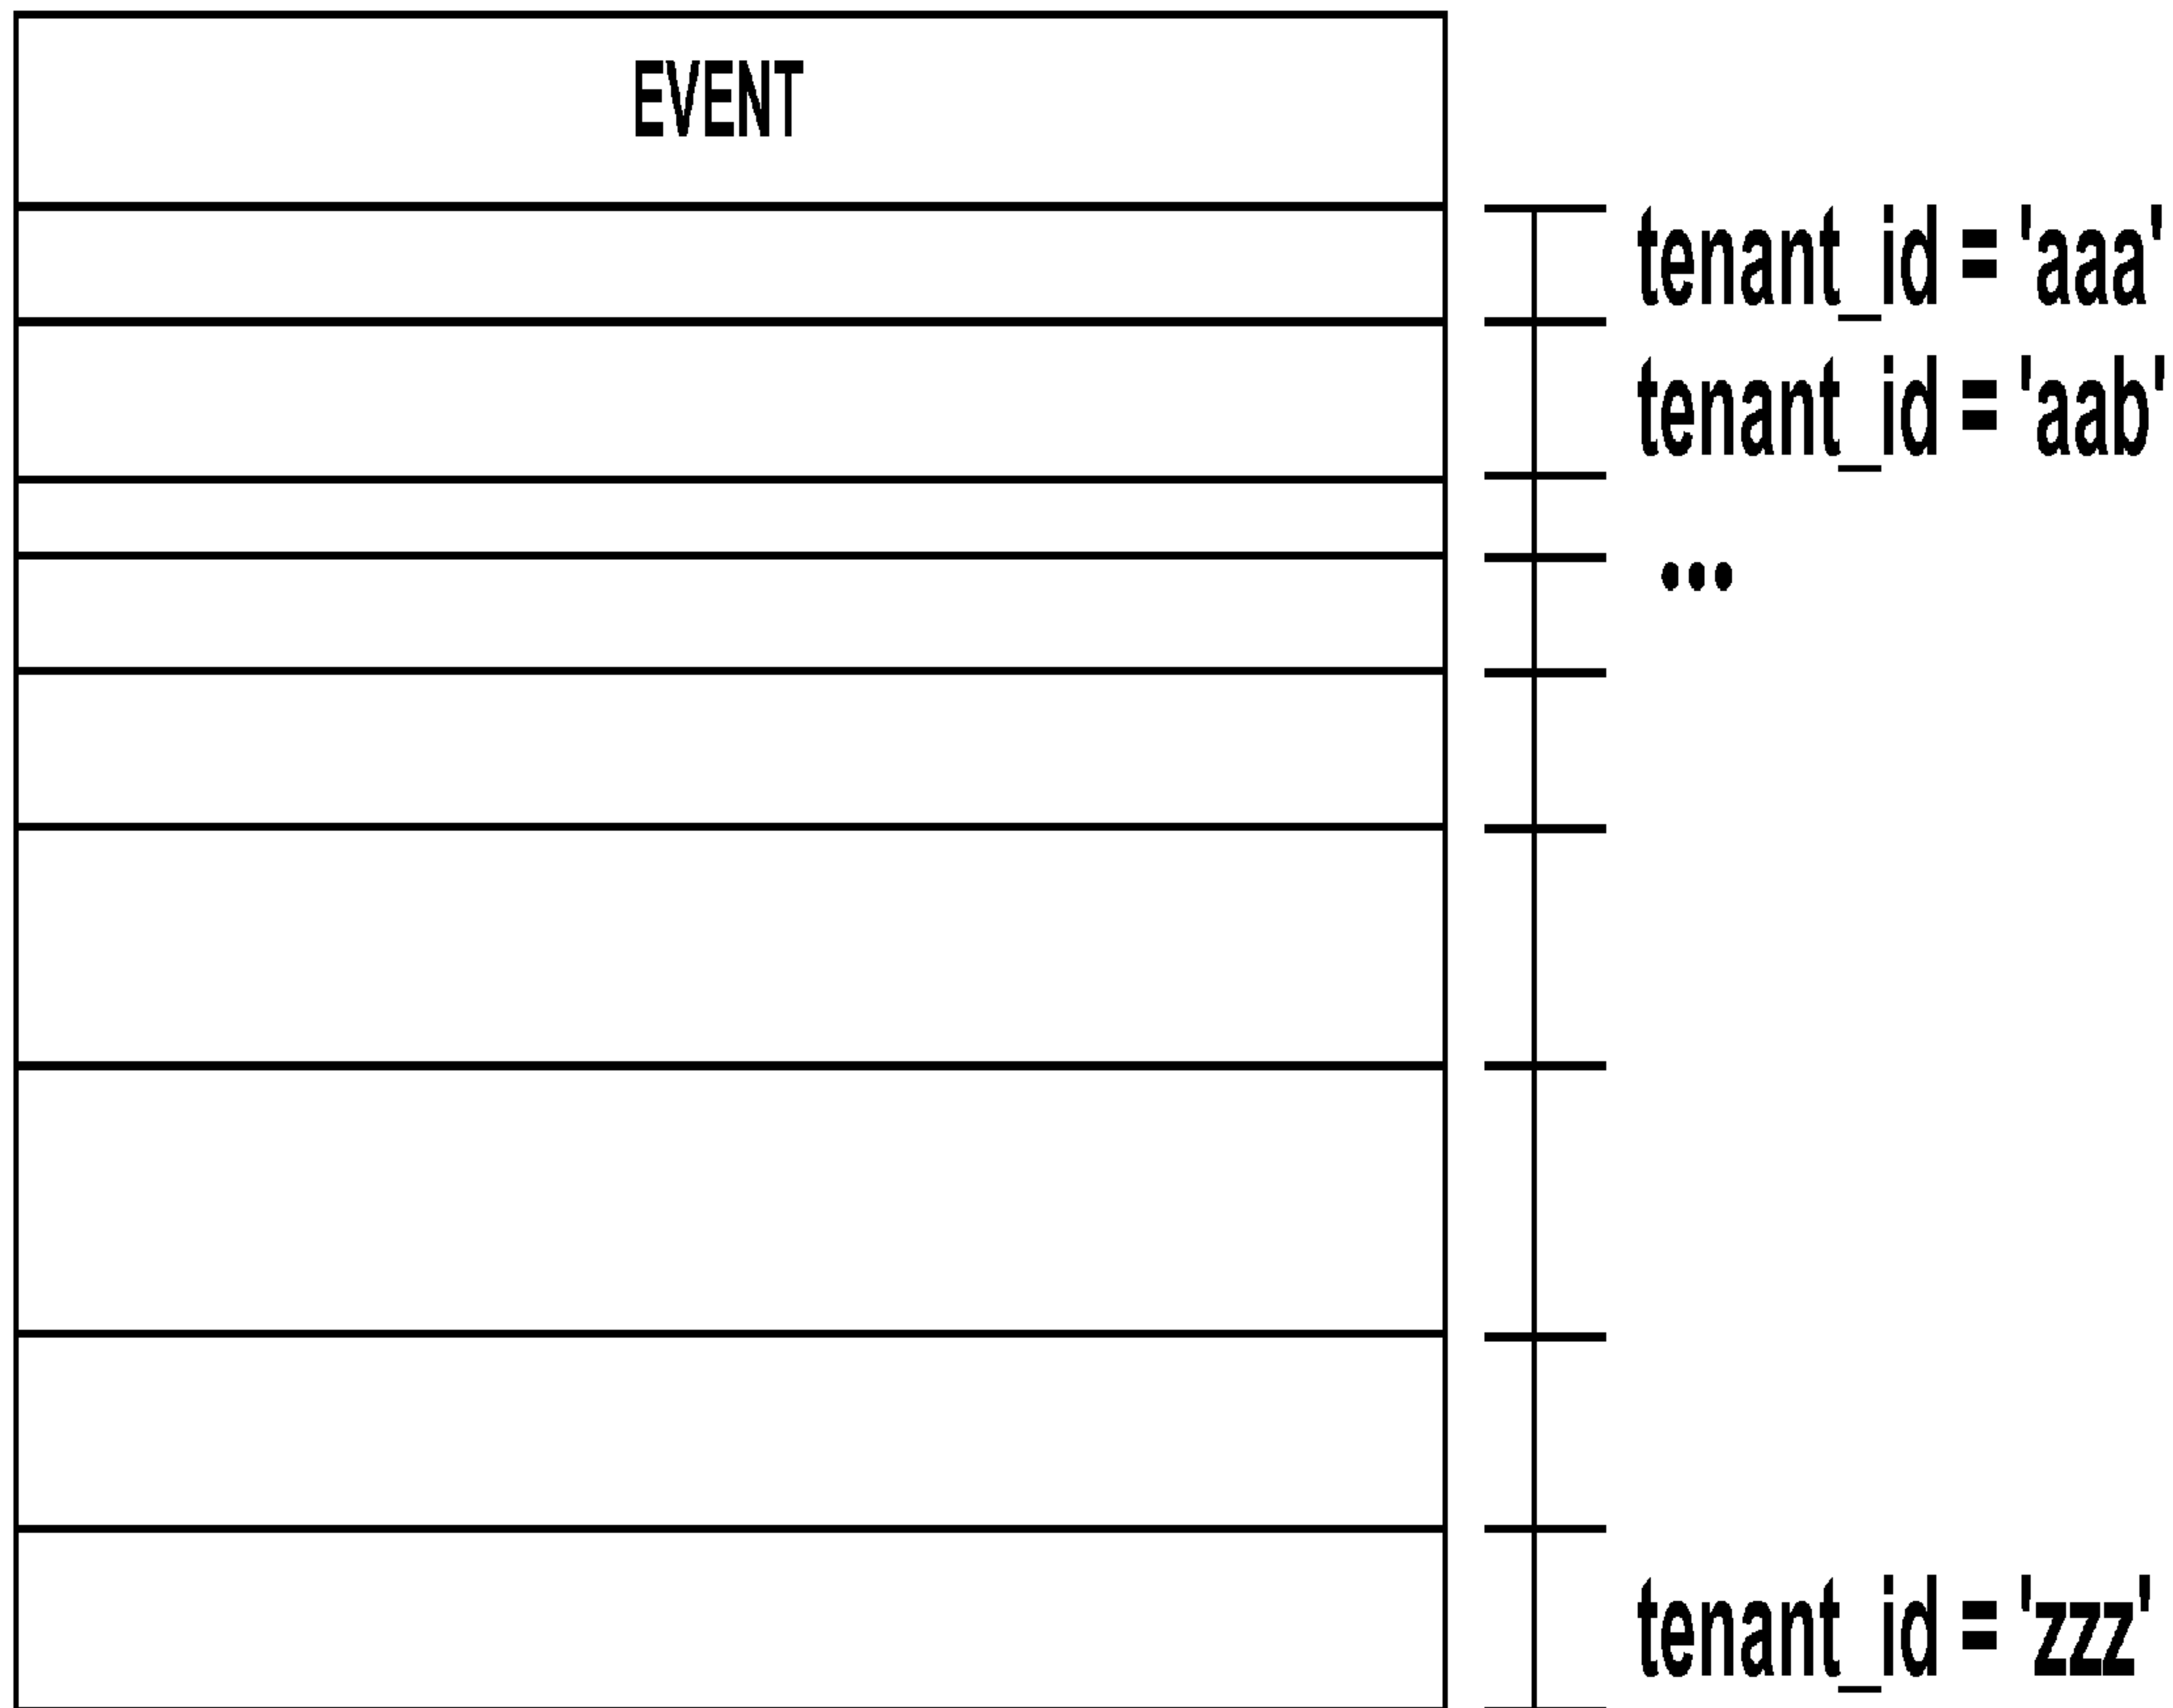 EVENT
tenant_id = 'aaa'
tenant_id = 'aab'
...
tenant_id = 'zzz'